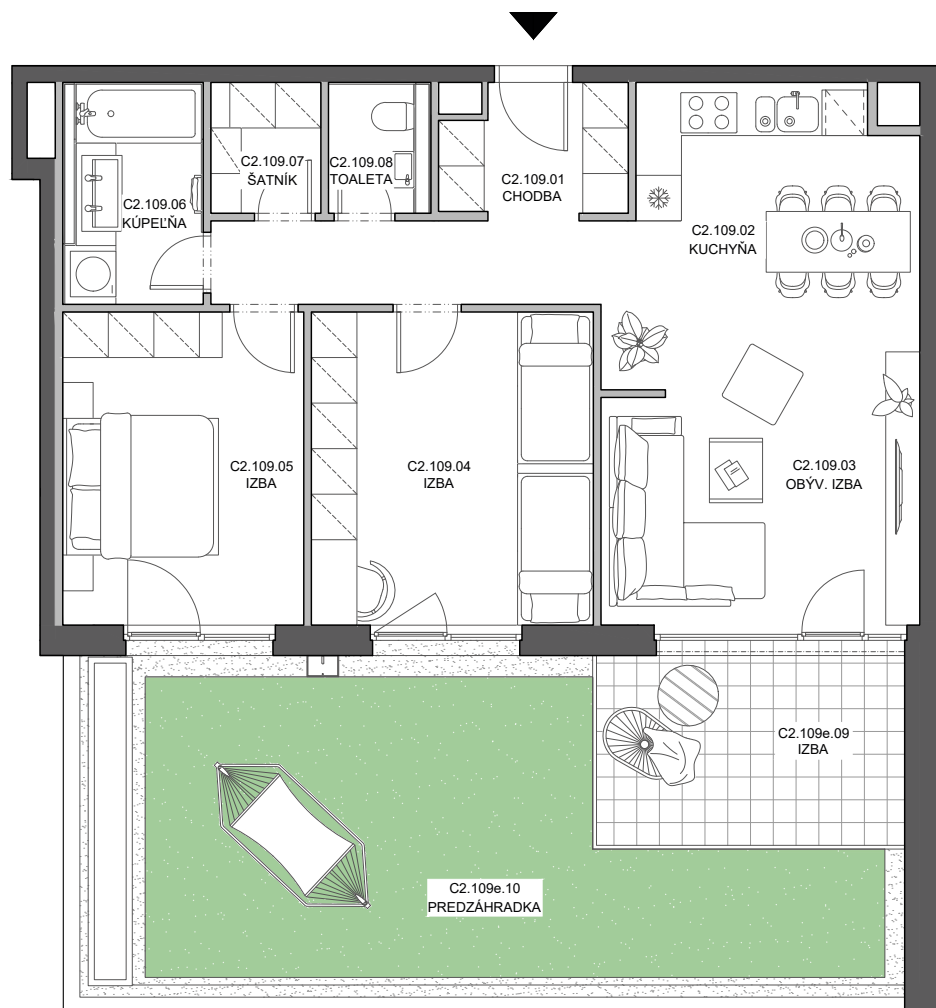 C2.109.07
ŠATNÍK
C2.109.08
TOALETA
C2.109.01
CHODBA
C2.109.06
KÚPEĽŇA
C2.109.02
KUCHYŇA
C2.109.05
IZBA
C2.109.04
IZBA
C2.109.03
OBÝV. IZBA
C2.109e.09
IZBA
C2.109e.10
PREDZÁHRADKA